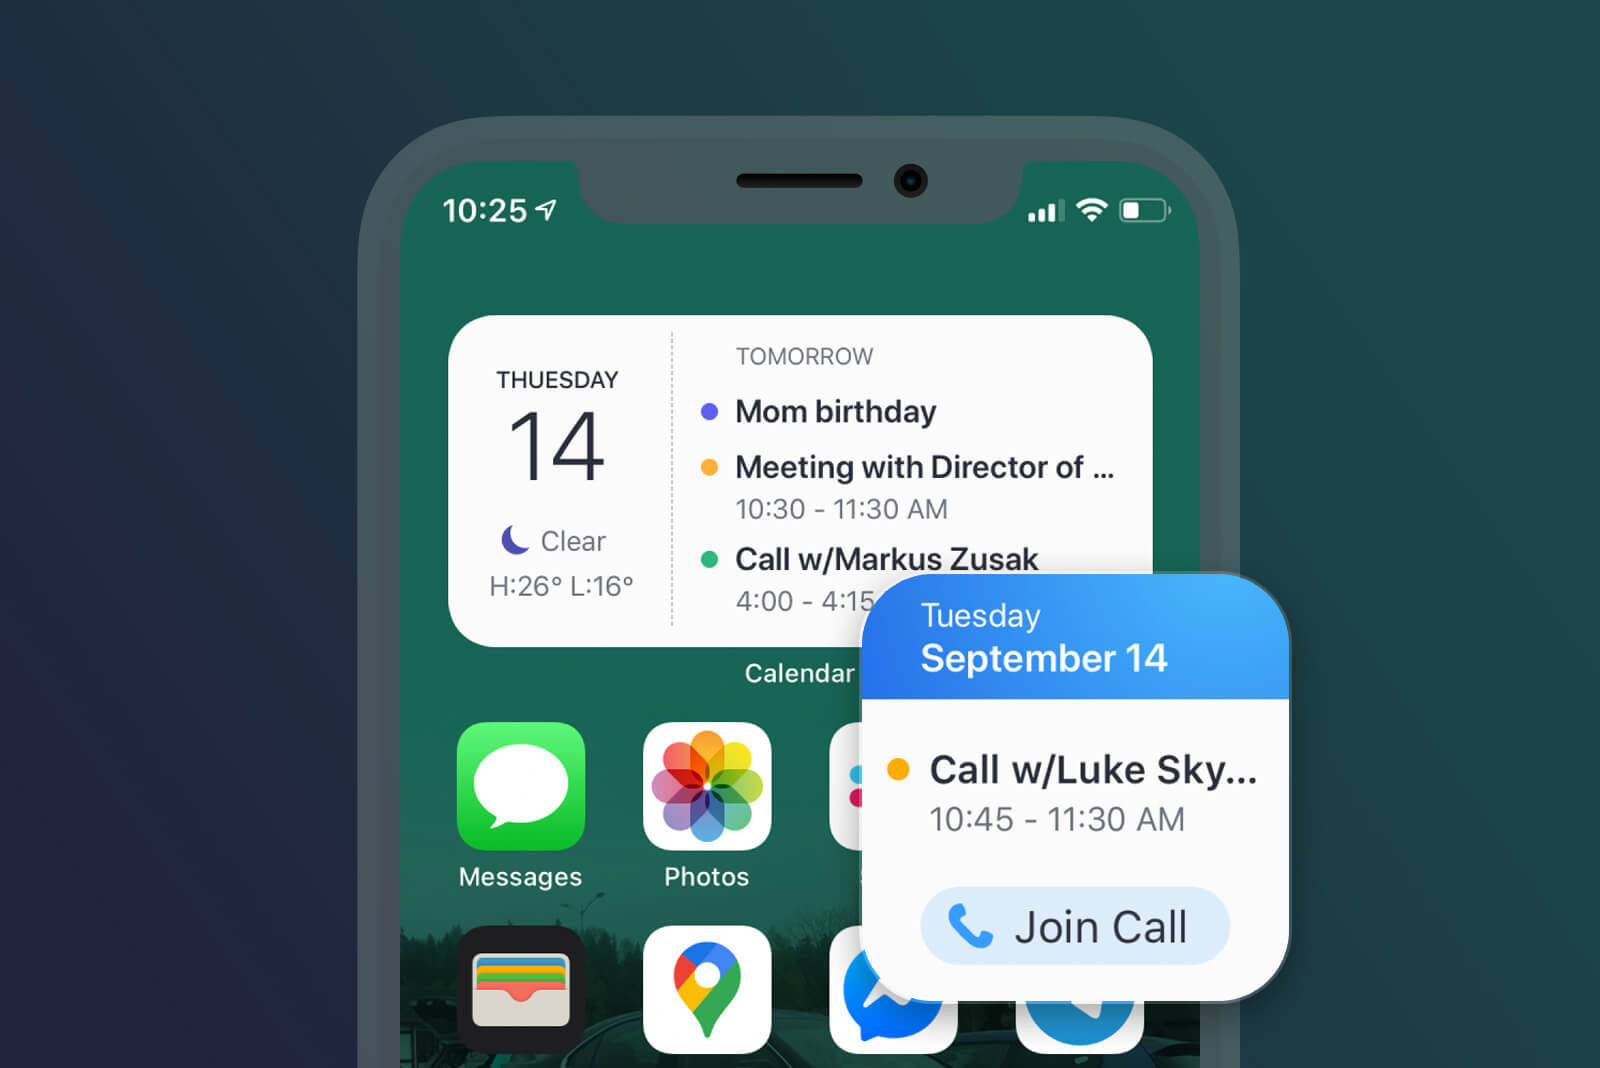 10:25
THUESDAY
14
Clear
H:26° L:16°
TOMORROW
Mom birthday
Meeting with Director of ...
10:30 - 11:30 AM
Call w/Markus Zusak
4:00 - 4:15
Calendar
Tuesday
September 14
Call w/Luke Sky...
10:45 - 11:30 AM
Join Call
Messages
Photos